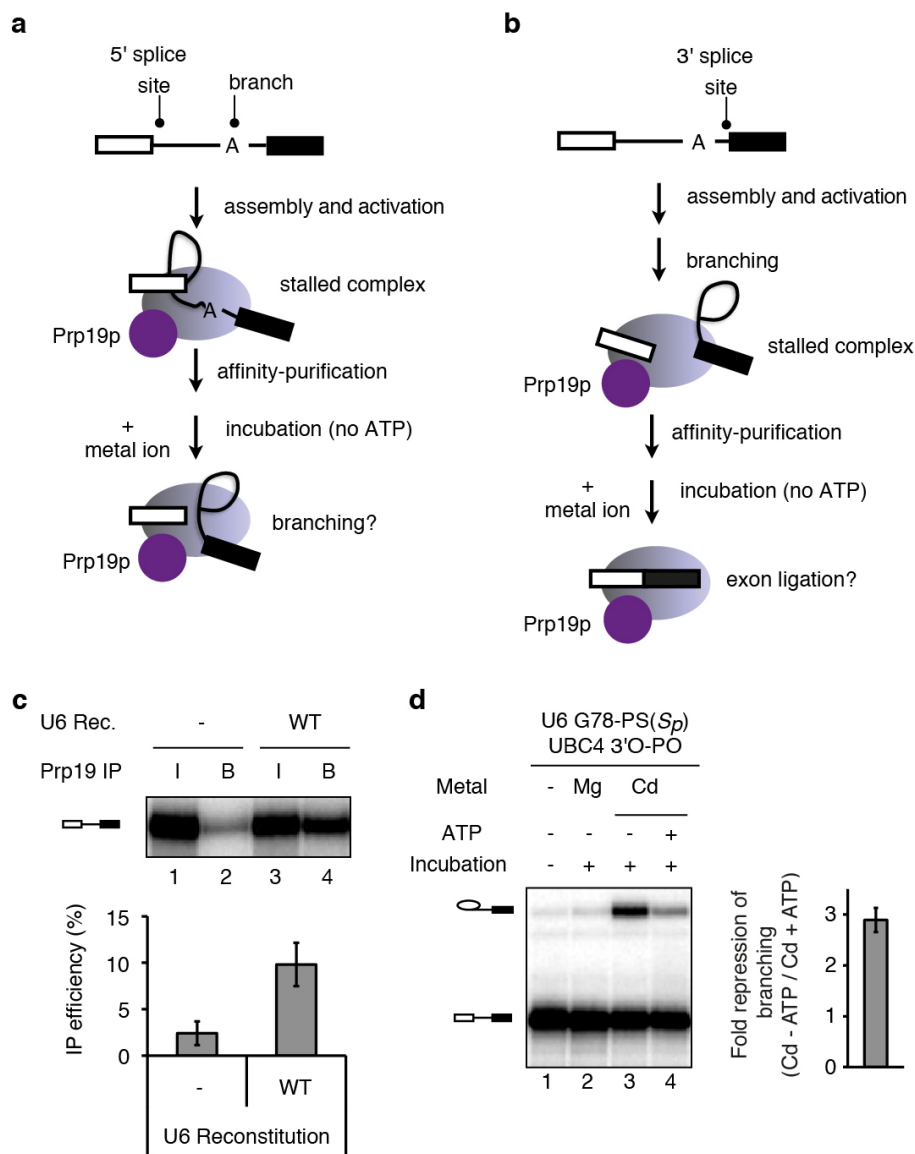 a
5' splice
site
branch
A
assembly and activation
A
stalled complex
Prp19p
affinity-purification
+
metal ion
incubation (no ATP)
branching?
Prp19p
b
3' splice
site
A
assembly and activation
branching
stalled complex
Prp19p
affinity-purification
+
metal ion
incubation (no ATP)
exon ligation?
Prp19p
c
U6 Rec. - WT
Prp19 IP I B I B
1 2 3 4
IP efficiency (%)
15
10
5
0
- WT
U6 Reconstitution
d
U6 G78-PS(Sp)
UBC4 3'O-PO
Metal - Mg Cd
ATP - - - +
Incubation - + + +
1 2 3 4
Fold repression of
branching
(Cd - ATP / Cd + ATP)
3
2
1
0